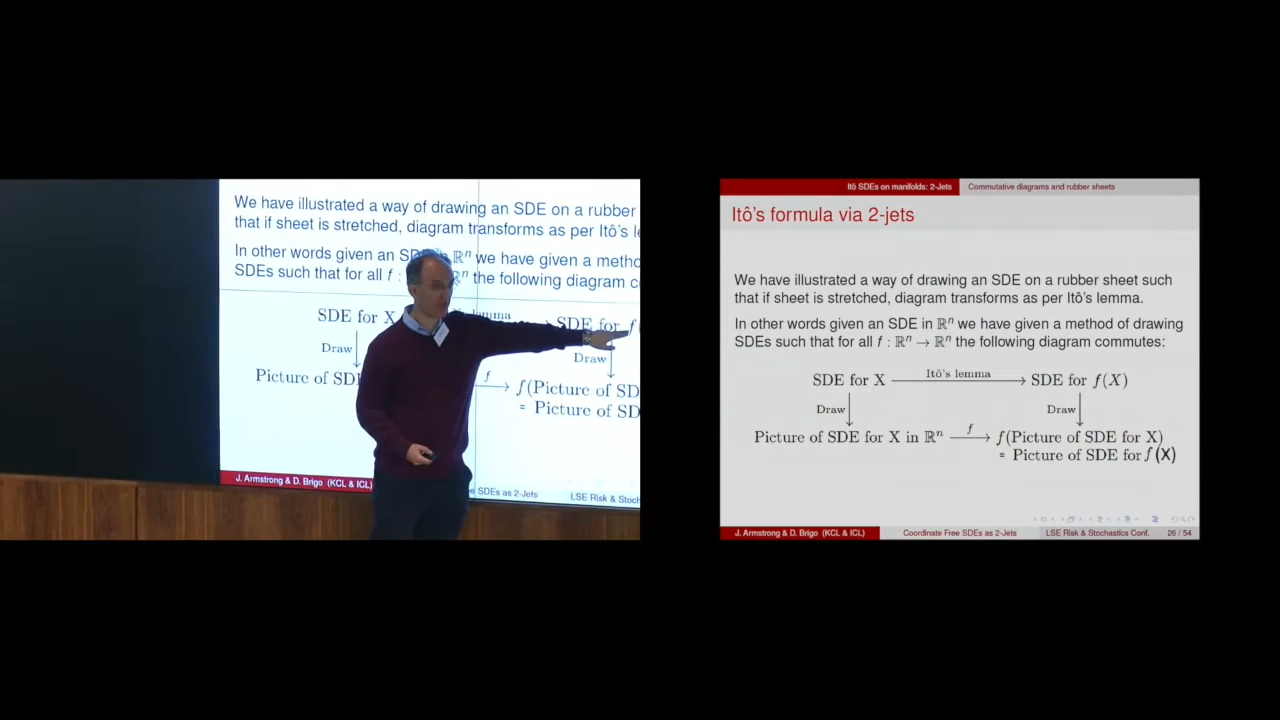 We have illustrated a way of drawing an SDE on a rubber
that if sheet is stretched, diagram transforms as per Itô's
In other words given an SDE in ℝⁿ we have given a
SDEs such that for all f : ℝⁿ the following diagram
SDE for X lemma SDE for f(
Draw Draw
Picture of SD f f(Picture of SD
= Picture of SD
J. Armstrong & D. Brigo (KCL & ICL) SDEs as 2-Jets LSE Risk & Stoch
Itô SDEs on manifolds: 2-Jets Commutative diagrams and rubber sheets
Itô's formula via 2-jets
We have illustrated a way of drawing an SDE on a rubber sheet such
that if sheet is stretched, diagram transforms as per Itô's lemma.
In other words given an SDE in ℝⁿ we have given a method of drawing
SDEs such that for all f : ℝⁿ → ℝⁿ the following diagram commutes:
SDE for X Itô's lemma → SDE for f(X)
Draw Draw
Picture of SDE for X in ℝⁿ f → f(Picture of SDE for X)
= Picture of SDE for f(X)
J. Armstrong & D. Brigo (KCL & ICL) Coordinate Free SDEs as 2-Jets LSE Risk & Stochastics Conf. 26 / 54